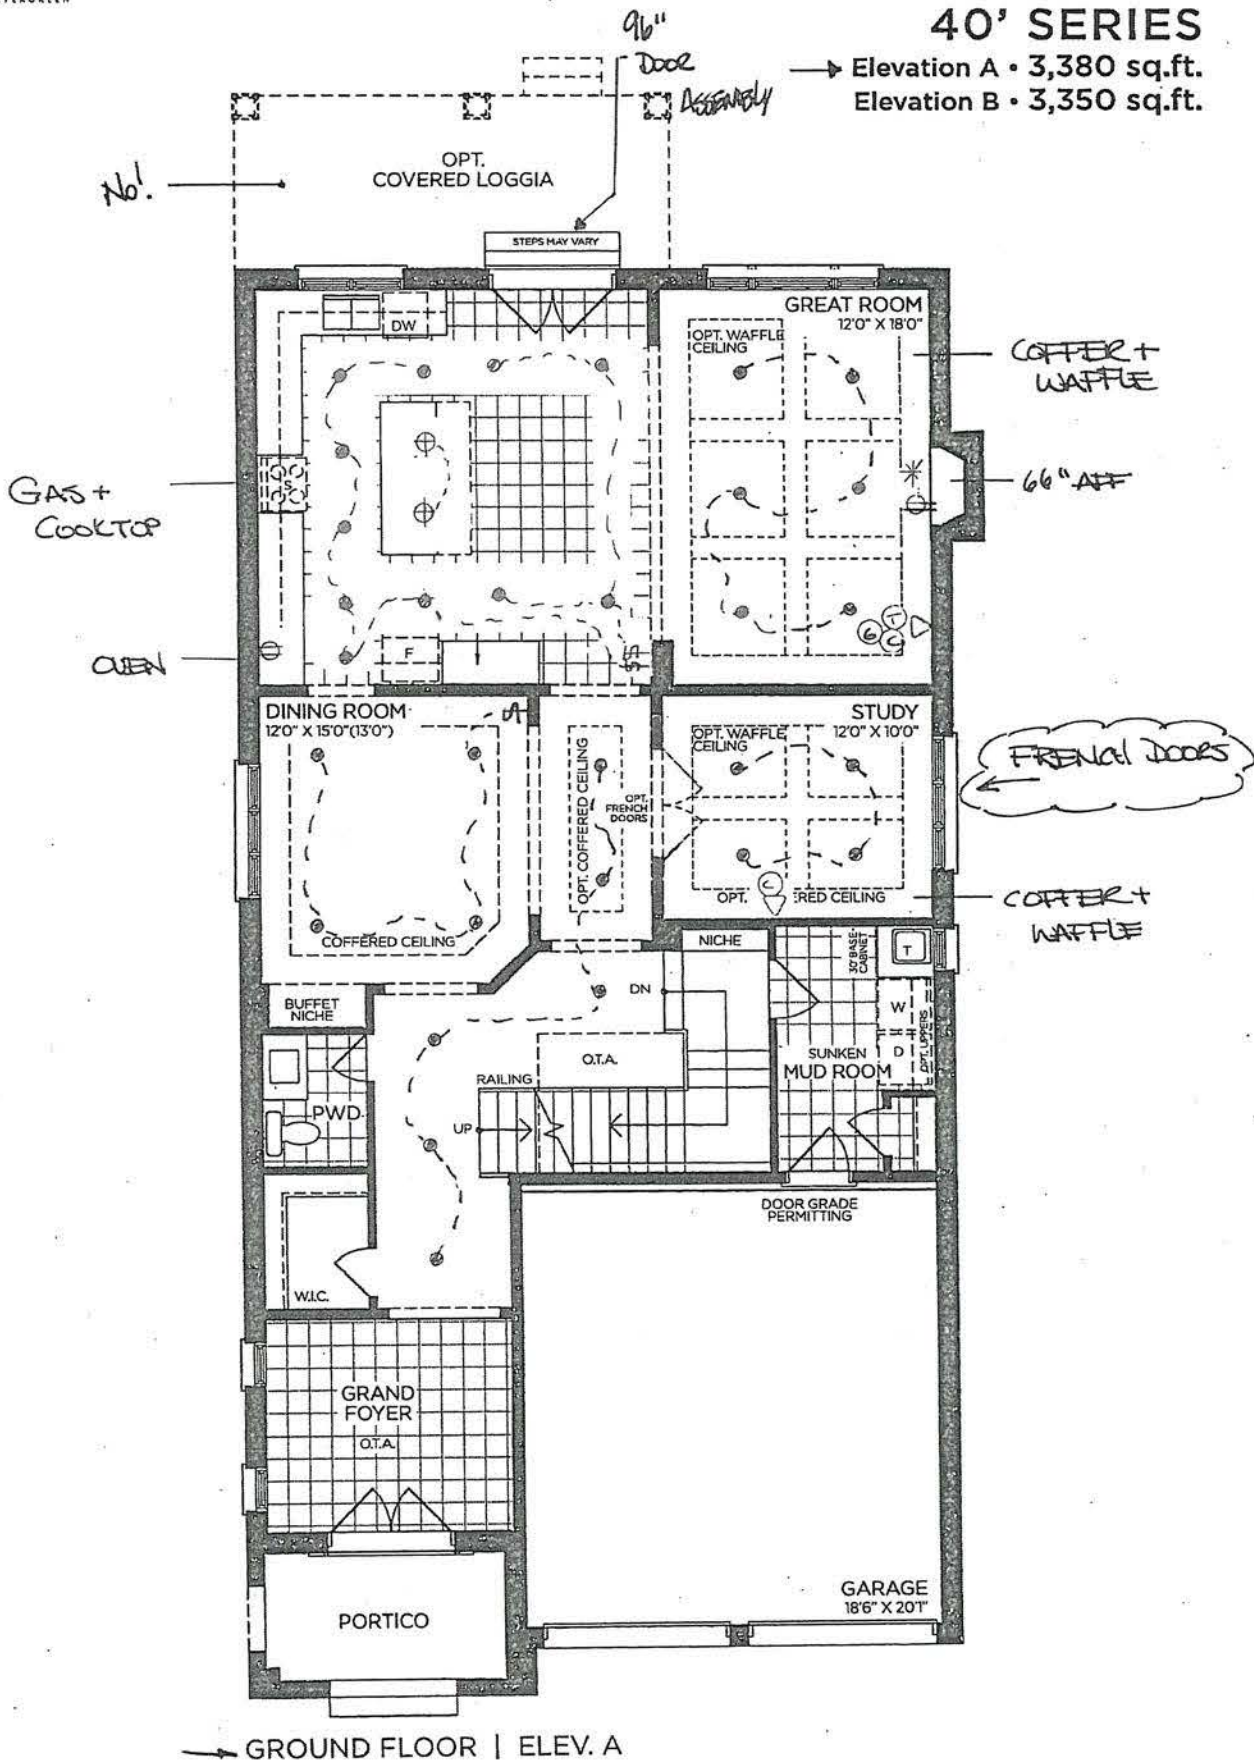 40' SERIES
Elevation A • 3,380 sq.ft.
Elevation B • 3,350 sq.ft.
96"
DOOR
ASSEMBLY
No!
OPT.
COVERED LOGGIA
STEPS MAY VARY
DW
GREAT ROOM
12'0" X 18'0"
OPT. WAFFLE
CEILING
COFFER +
WAFFLE
GAS +
COOKTOP
S
66" AFF
OVEN
F
T
G C
SS
DINING ROOM
12'0" X 15'0"(13'0")
S
STUDY
12'0" X 10'0"
OPT. WAFFLE
CEILING
FRENCH DOORS
OPT. COFFERED CEILING
OPT.
FRENCH
DOORS
C
OPT. ERED CEILING
COFFER +
WAFFLE
COFFERED CEILING
NICHE
30" BASE-
CABINET
T
BUFFET
NICHE
DN
W
O.T.A.
SUNKEN
MUD ROOM
D
OPT. UPPERS
RAILING
PWD.
UP
DOOR GRADE
PERMITTING
W.I.C.
GRAND
FOYER
O.T.A.
PORTICO
GARAGE
18'6" X 20'1"
GROUND FLOOR | ELEV. A